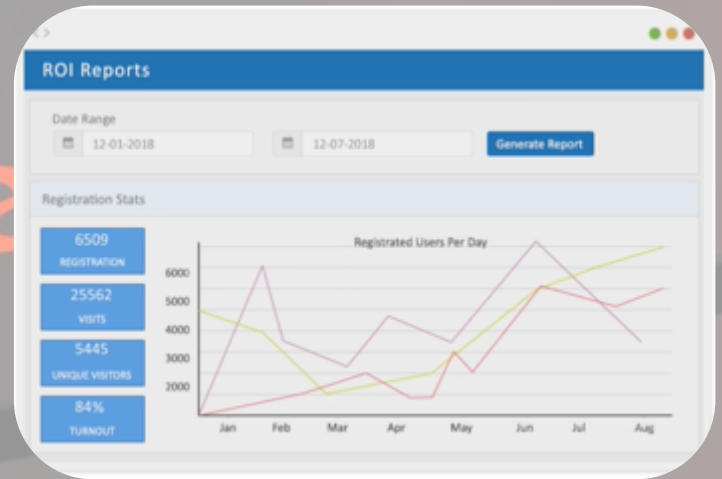 < >
ROI Reports
Date Range
12-01-2018
12-07-2018
Generate Report
Registration Stats
6509
REGISTRATION
25562
VISITS
5445
UNIQUE VISITORS
84%
TURNOUT
Registrated Users Per Day
6000
5000
4000
3000
2000
Jan Feb Mar Apr May Jun Jul Aug